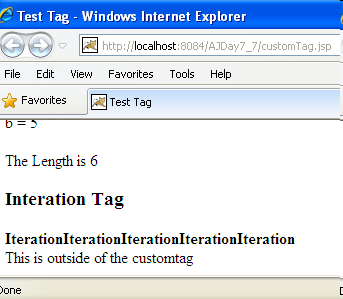 Test Tag - Windows Internet Explorer
http://localhost:8084/AJDay7_7/customTag.jsp
File Edit View Favorites Tools Help
Favorites Test Tag
6 = 5
The Length is 6
Interation Tag
IterationIterationIterationIterationIteration
This is outside of the customtag
Done